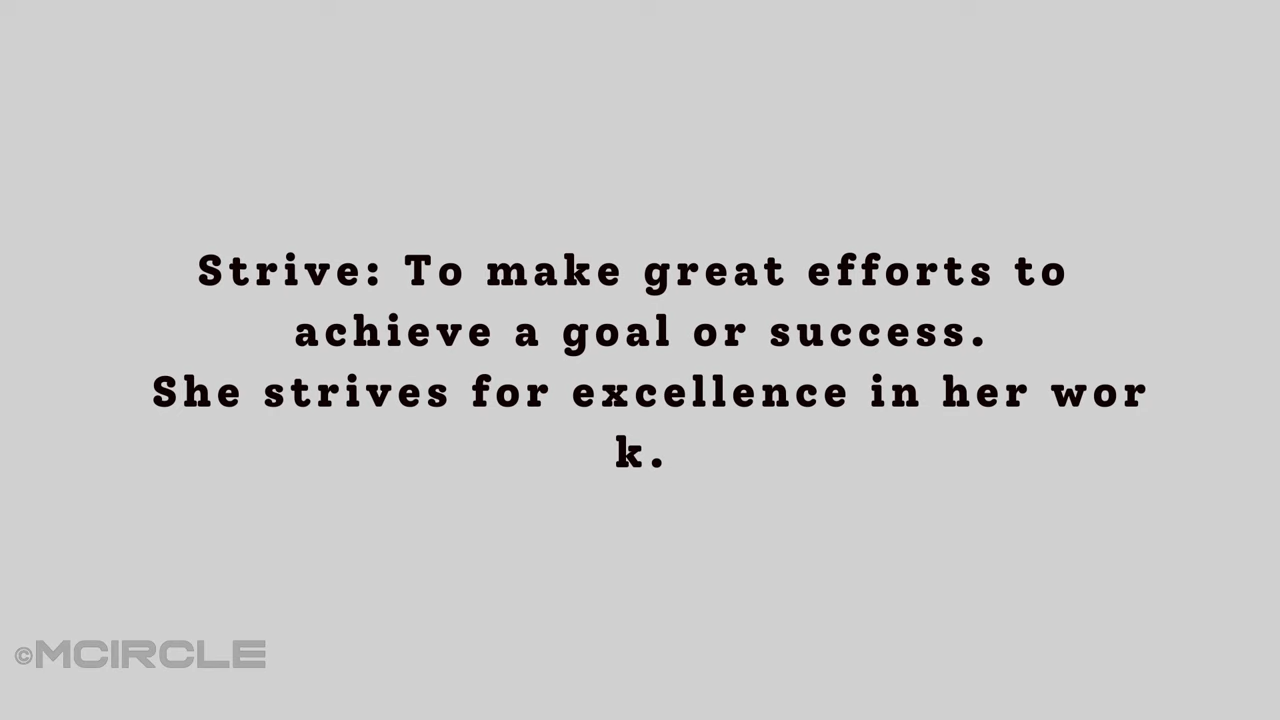 Strive: To make great efforts to
achieve a goal or success.
She strives for excellence in her wor
k.
©MCIRCLE